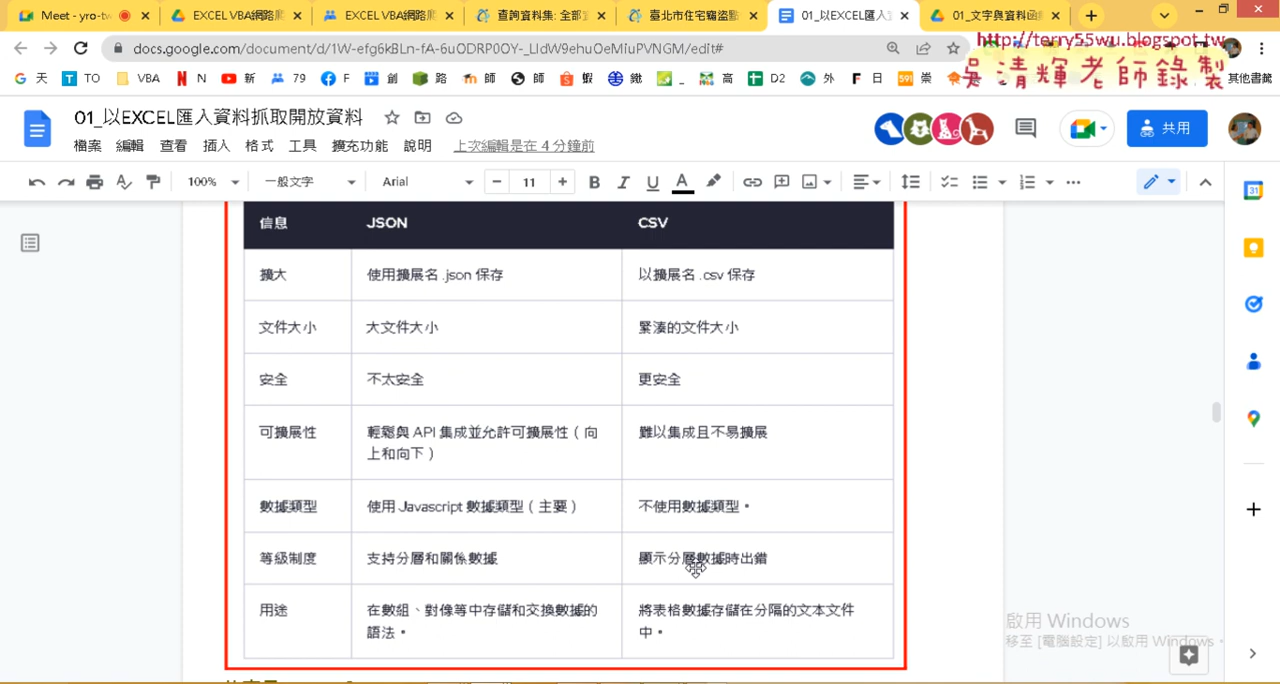 Meet - yro-tw
EXCEL VBA網路爬
EXCEL VBA網路爬
查詢資料集: 全部
臺北市住宅竊盜點
01_以EXCEL匯入
01_文字與資料函
docs.google.com/document/d/1W-efg6kBLn-fA-6uODRP0OY-_LIdW9ehuOeMiuPVNGM/edit#
http://terry55wu.blogspot.tw
吳清輝老師錄製
天 TO VBA N 新 79 F 創 路 師 師 蝦 鐵 _ 高 D2 外 日 崇 其他書籤
01_以EXCEL匯入資料抓取開放資料
檔案 編輯 查看 插入 格式 工具 擴充功能 說明 上次編輯是在 4 分鐘前
共用
100% 一般文字 Arial 11
信息 JSON CSV
擴大 使用擴展名 .json 保存 以擴展名 .csv 保存
文件大小 大文件大小 緊湊的文件大小
安全 不太安全 更安全
可擴展性 輕鬆與 API 集成並允許可擴展性（向 難以集成且不易擴展
上和向下）
數據類型 使用 Javascript 數據類型（主要） 不使用數據類型。
等級制度 支持分層和關係數據 顯示分層數據時出錯
用途 在數組、對像等中存儲和交換數據的 將表格數據存儲在分隔的文本文件
語法。 中。
啟用 Windows
移至 [電腦設定] 以啟用 Windows。